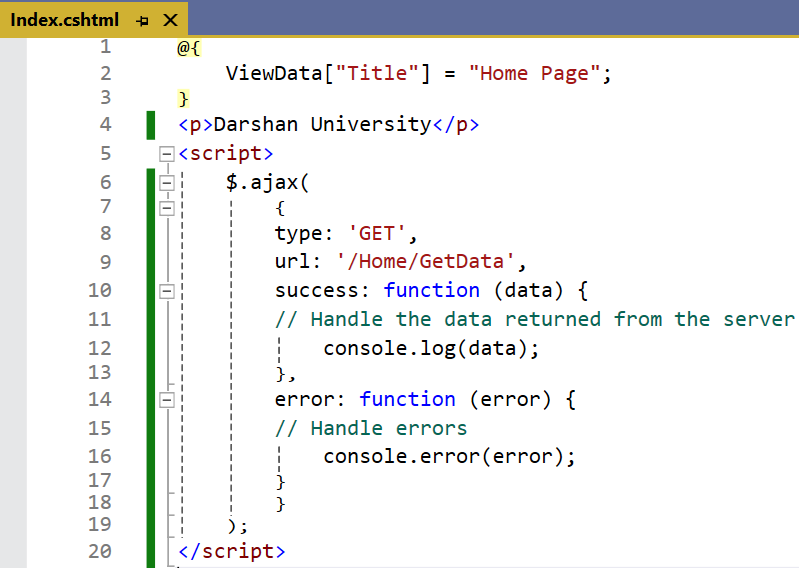 Index.cshtml
1 @{
2 ViewData["Title"] = "Home Page";
3 }
4 <p>Darshan University</p>
5 <script>
6 $.ajax(
7 {
8 type: 'GET',
9 url: '/Home/GetData',
10 success: function (data) {
11 // Handle the data returned from the server
12 console.log(data);
13 },
14 error: function (error) {
15 // Handle errors
16 console.error(error);
17 }
18 }
19 );
20 </script>